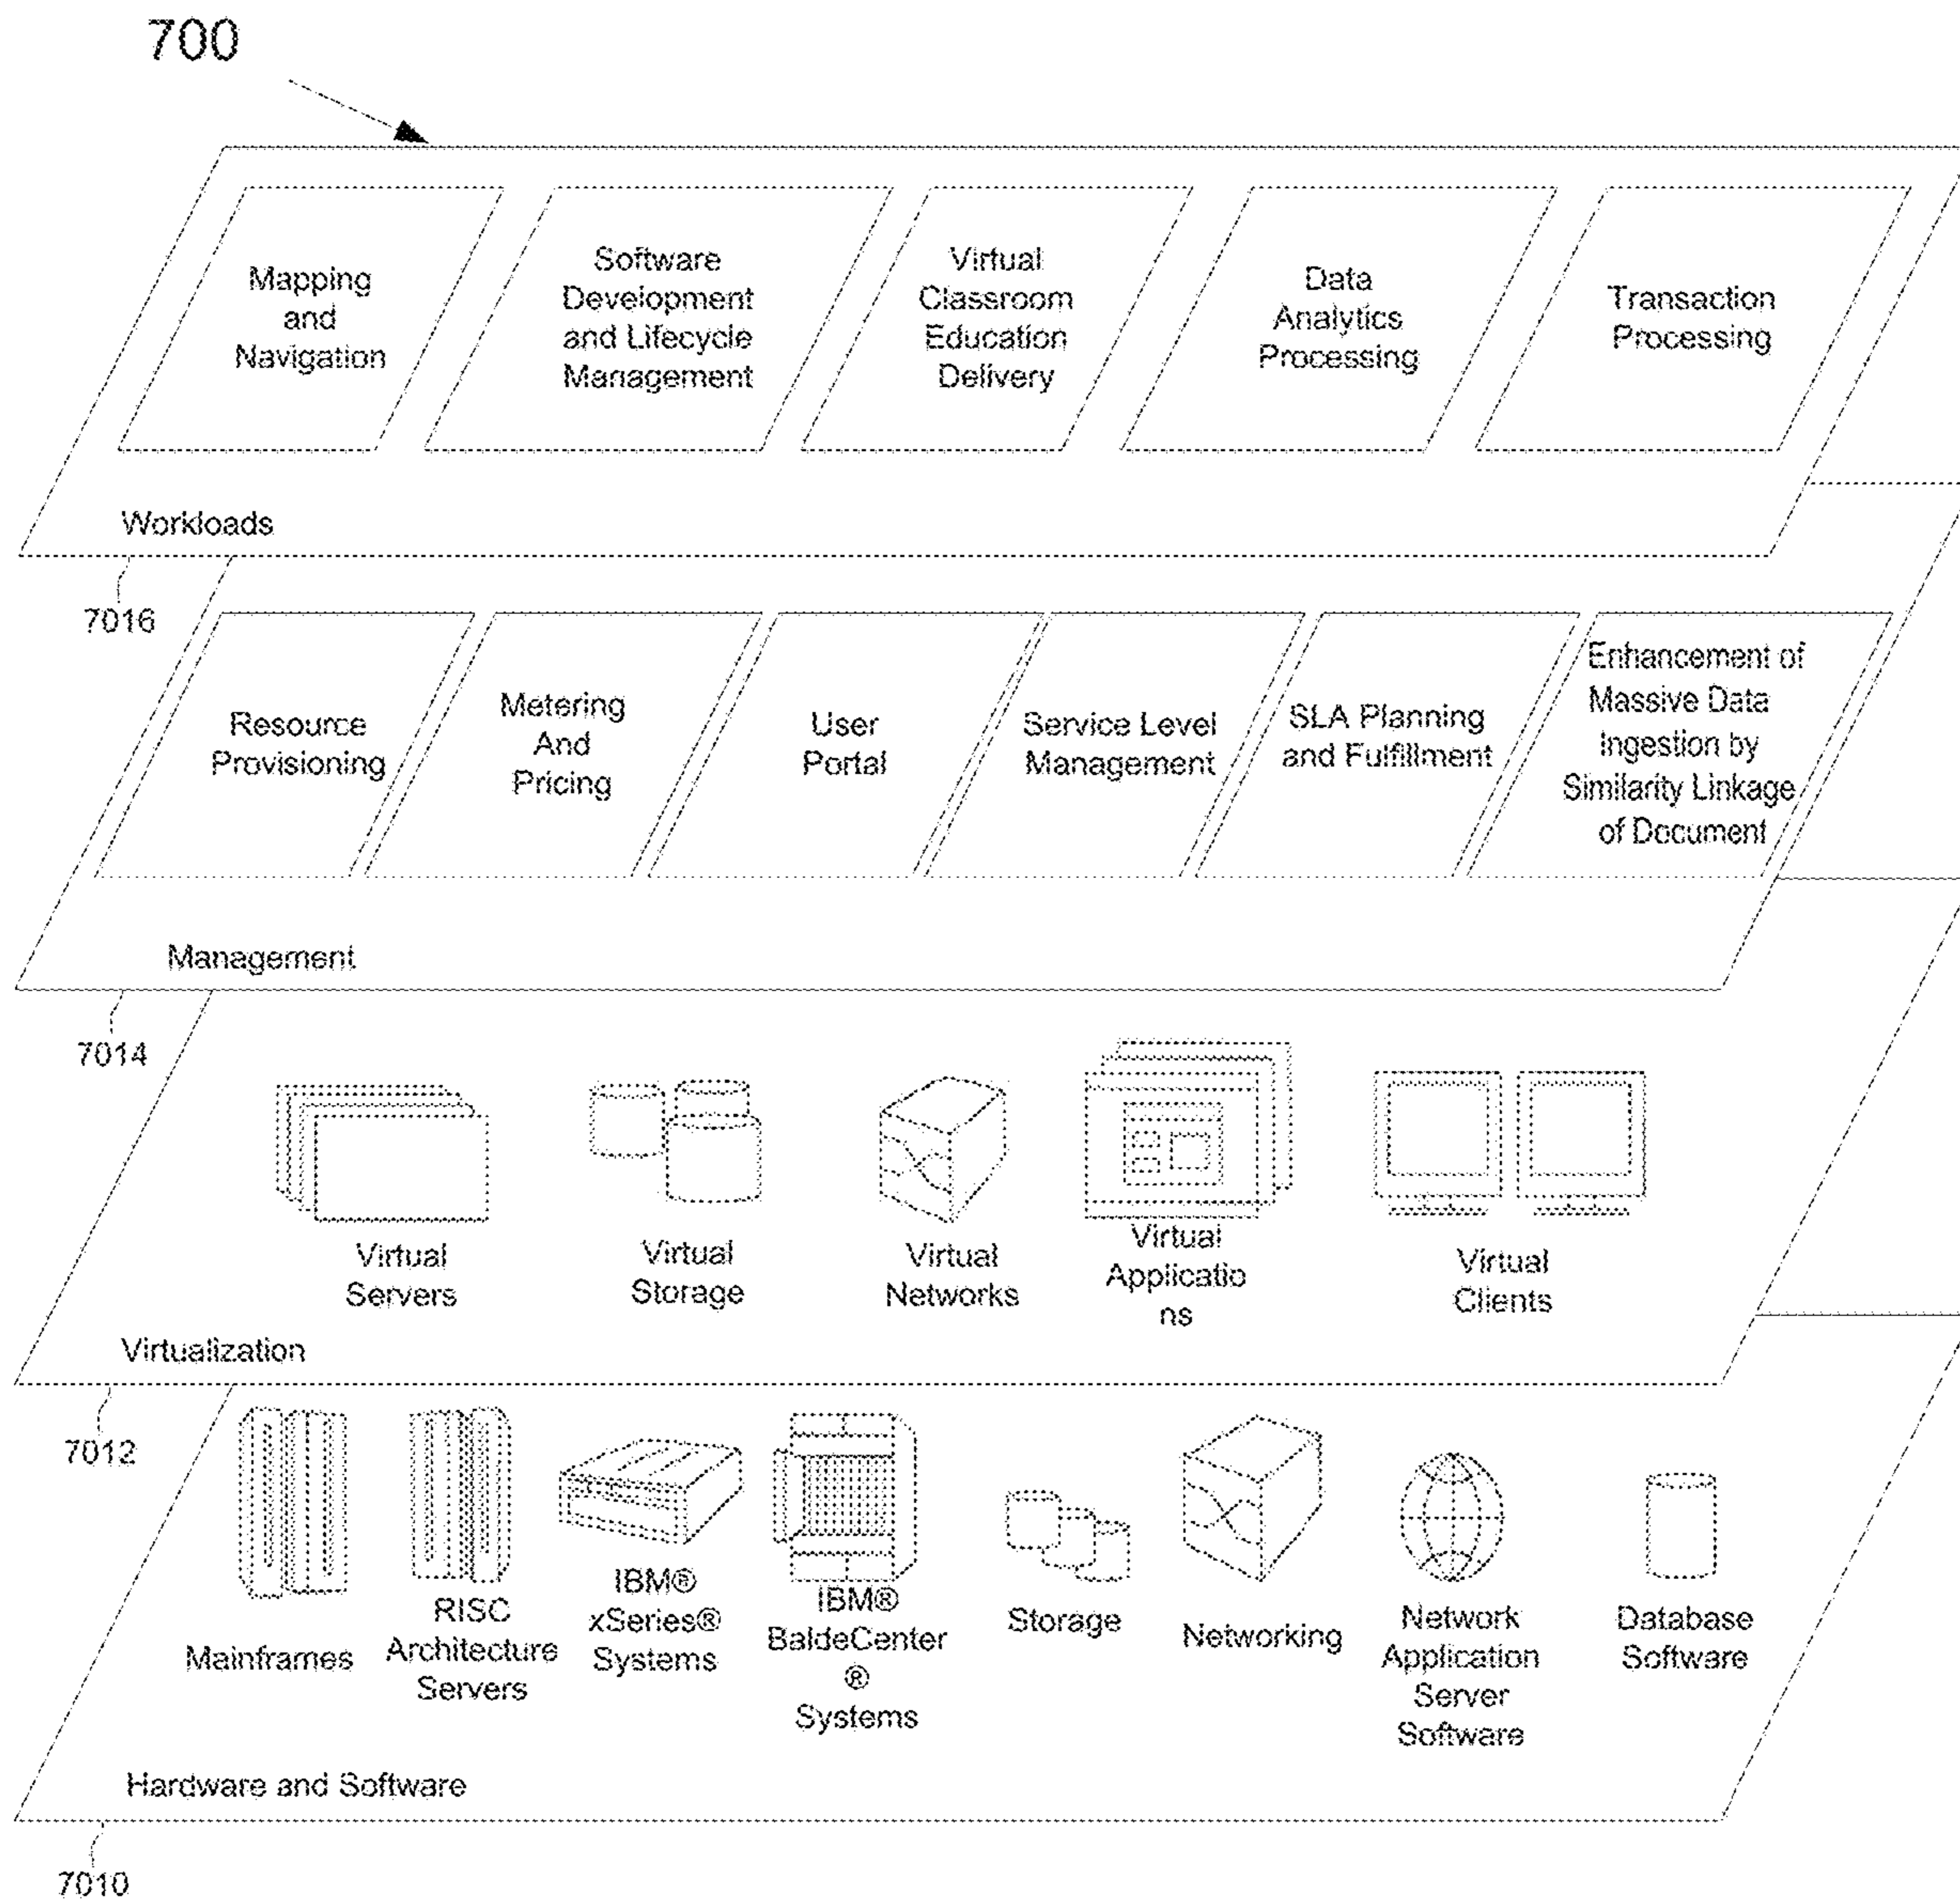 700
Mapping
and
Navigation
Software
Development
and Lifecycle
Management
Virtual
Classroom
Education
Delivery
Data
Analytics
Processing
Transaction
Processing
Workloads
7016
Resource
Provisioning
Metering
And
Pricing
User
Portal
Service Level
Management
SLA Planning
and Fulfillment
Enhancement of
Massive Data
Ingestion by
Similarity Linkage
of Document
Management
7014
Virtual
Servers
Virtual
Storage
Virtual
Networks
Virtual
Applicatio
ns
Virtual
Clients
Virtualization
7012
Mainframes
RISC
Architecture
Servers
IBM®
xSeries®
Systems
IBM®
BaldeCenter
®
Systems
Storage
Networking
Network
Application
Server
Software
Database
Software
Hardware and Software
7010